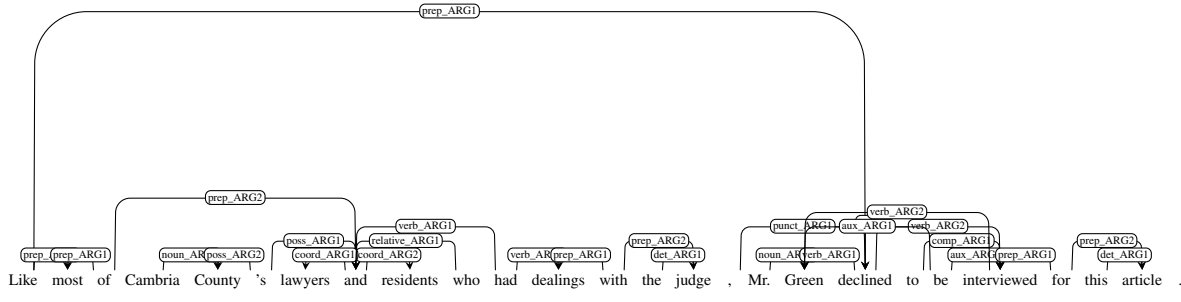 prep_ARG1
prep_ARG2
verb_ARG1 verb_ARG2
punct_ARG1 aux_ARG1 verb_ARG2
poss_ARG1 relative_ARG1 prep_ARG2 comp_ARG1 prep_ARG2
prep_ARG1 poss_ARG2 coord_ARG1 coord_ARG2 prep_ARG1 det_ARG1 verb_ARG1 prep_ARG1 det_ARG1
Like most of Cambria County 's lawyers and residents who had dealings with the judge , Mr. Green declined to be interviewed for this article .